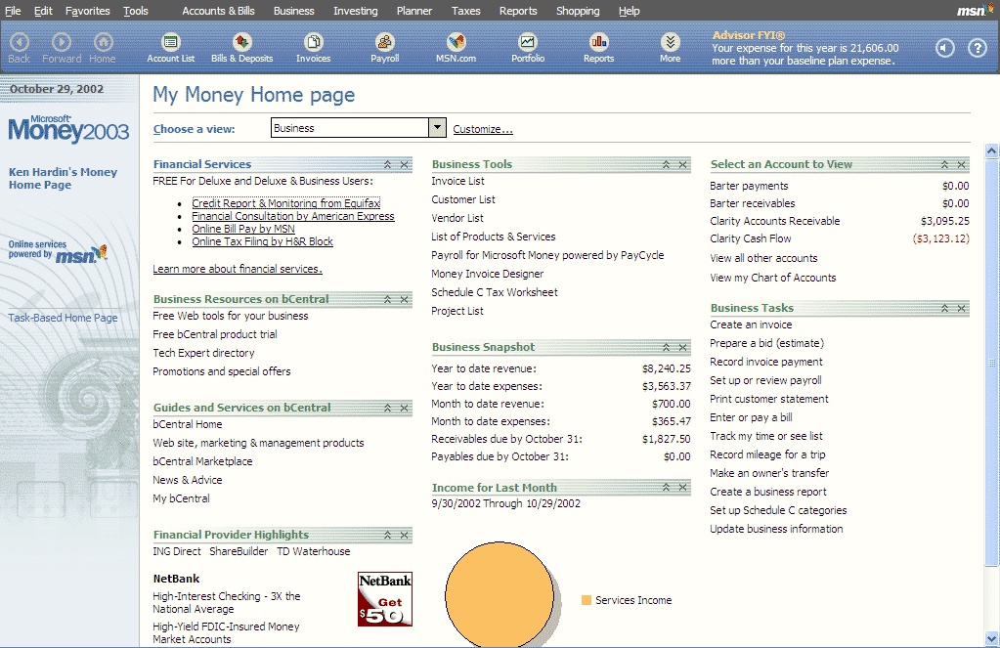 File Edit Favorites Tools Accounts & Bills Business Investing Planner Taxes Reports Shopping Help
msn
Back Forward Home Account List Bills & Deposits Invoices Payroll MSN.com Portfolio Reports More
Advisor FYI®
Your expense for this year is 21,606.00
more than your baseline plan expense.
October 29, 2002
Microsoft®
Money2003
Ken Hardin's Money
Home Page
Online services
powered by msn
Task-Based Home Page
My Money Home page
Choose a view: Business Customize...
Financial Services
FREE For Deluxe and Deluxe & Business Users:
• Credit Report & Monitoring from Equifax
• Financial Consultation by American Express
• Online Bill Pay by MSN
• Online Tax Filing by H&R Block
Learn more about financial services.
Business Resources on bCentral
Free Web tools for your business
Free bCentral product trial
Tech Expert directory
Promotions and special offers
Guides and Services on bCentral
bCentral Home
Web site, marketing & management products
bCentral Marketplace
News & Advice
My bCentral
Financial Provider Highlights
ING Direct ShareBuilder TD Waterhouse
NetBank
High-Interest Checking - 3X the
National Average
High-Yield FDIC-Insured Money
Market Accounts
NetBank
Get
$50
Business Tools
Invoice List
Customer List
Vendor List
List of Products & Services
Payroll for Microsoft Money powered by PayCycle
Money Invoice Designer
Schedule C Tax Worksheet
Project List
Business Snapshot
Year to date revenue: $8,240.25
Year to date expenses: $3,563.37
Month to date revenue: $700.00
Month to date expenses: $365.47
Receivables due by October 31: $1,827.50
Payables due by October 31: $0.00
Income for Last Month
9/30/2002 Through 10/29/2002
Services Income
Select an Account to View
Barter payments $0.00
Barter receivables $0.00
Clarity Accounts Receivable $3,095.25
Clarity Cash Flow ($3,123.12)
View all other accounts
View my Chart of Accounts
Business Tasks
Create an invoice
Prepare a bid (estimate)
Record invoice payment
Set up or review payroll
Print customer statement
Enter or pay a bill
Track my time or see list
Record mileage for a trip
Make an owner's transfer
Create a business report
Set up Schedule C categories
Update business information